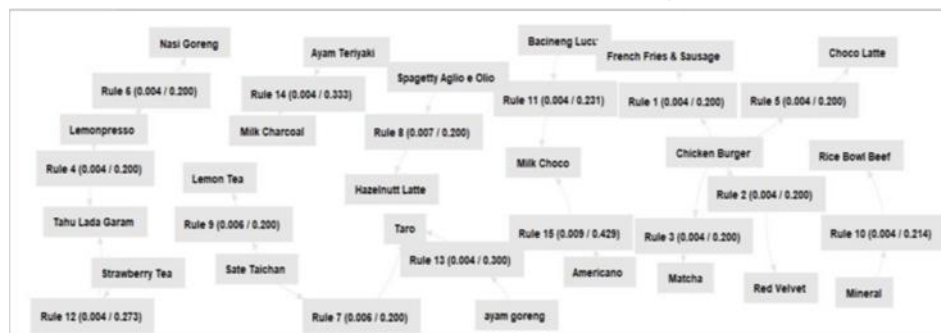 Nasi Goreng
Ayam Teriyaki
Bacineng
French Fries & Sausage
Choco Latte
Rule 6 (0.004 / 0.200)
Rule 14 (0.004 / 0.333)
Spagetty Aglio e Olio
Rule 11 (0.004 / 0.231)
Rule 1 (0.004 / 0.200)
Rule 5 (0.004 / 0.200)
Lemonpresso
Milk Charcoal
Rule 8 (0.007 / 0.200)
Rule 4 (0.004 / 0.200)
Milk Choco
Chicken Burger
Rice Bowl Beef
Lemon Tea
Hazelnutt Latte
Rule 2 (0.004 / 0.200)
Tahu Lada Garam
Rule 9 (0.006 / 0.200)
Taro
Rule 15 (0.009 / 0.429)
Rule 3 (0.004 / 0.200)
Rule 10 (0.004 / 0.214)
Strawberry Tea
Sate Taichan
Rule 13 (0.004 / 0.300)
Americano
Matcha
Red Velvet
Mineral
Rule 12 (0.004 / 0.273)
Rule 7 (0.006 / 0.200)
ayam goreng